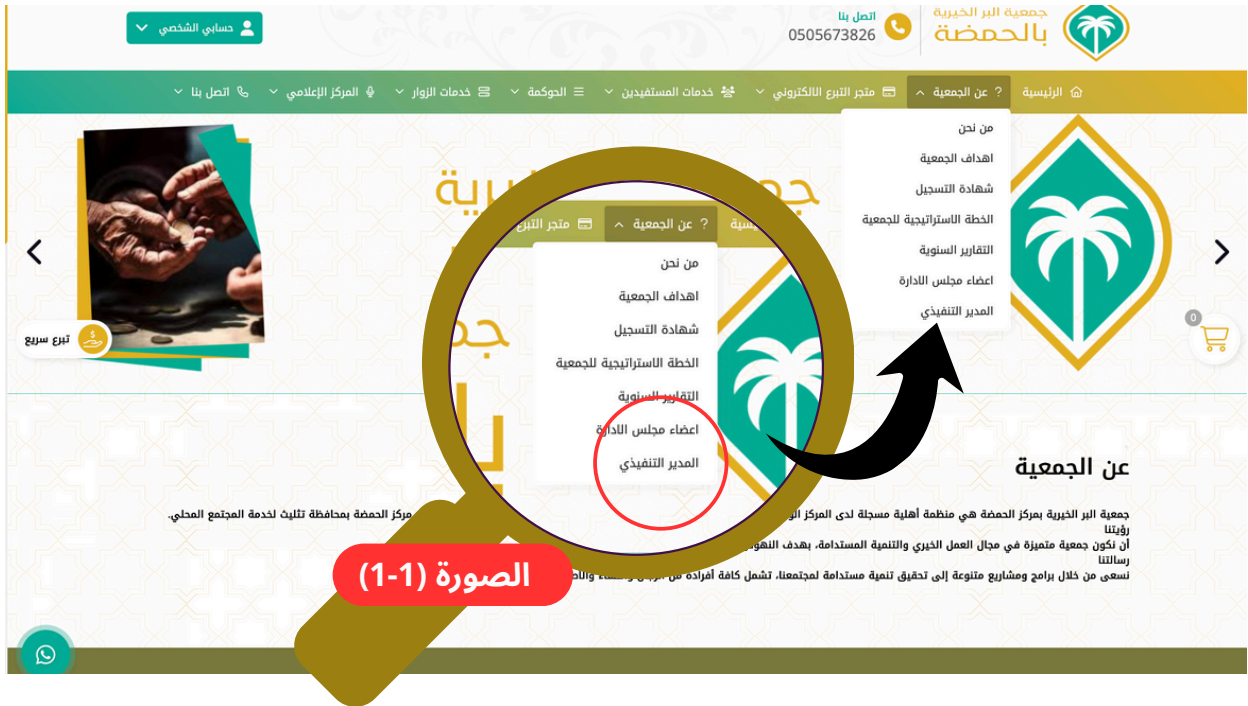 جمعية البر الخيرية
بالحمضة
اتصل بنا
0505673826
حسابي الشخصي
الرئيسية
? عن الجمعية
متجر التبرع الالكتروني
خدمات المستفيدين
الحوكمة
خدمات الزوار
المركز الإعلامي
اتصل بنا
من نحن
اهداف الجمعية
شهادة التسجيل
الخطة الاستراتيجية للجمعية
التقارير السنوية
اعضاء مجلس الادارة
المدير التنفيذي
0
تبرع سريع
? عن الجمعية
متجر التبرع
من نحن
اهداف الجمعية
شهادة التسجيل
الخطة الاستراتيجية للجمعية
التقارير السنوية
اعضاء مجلس الادارة
المدير التنفيذي
عن الجمعية
جمعية البر الخيرية بمركز الحمضة هي منظمة أهلية مسجلة لدى المركز مركز الحمضة بمحافظة تثليث لخدمة المجتمع المحلي.
رؤيتنا
أن نكون جمعية متميزة في مجال العمل الخيري والتنمية المستدامة، بهدف
رسالتنا
نسعى من خلال برامج ومشاريع متنوعة إلى تحقيق تنمية مستدامة لمجتمعنا، تشمل كافة أفراده من
الصورة (1-1)